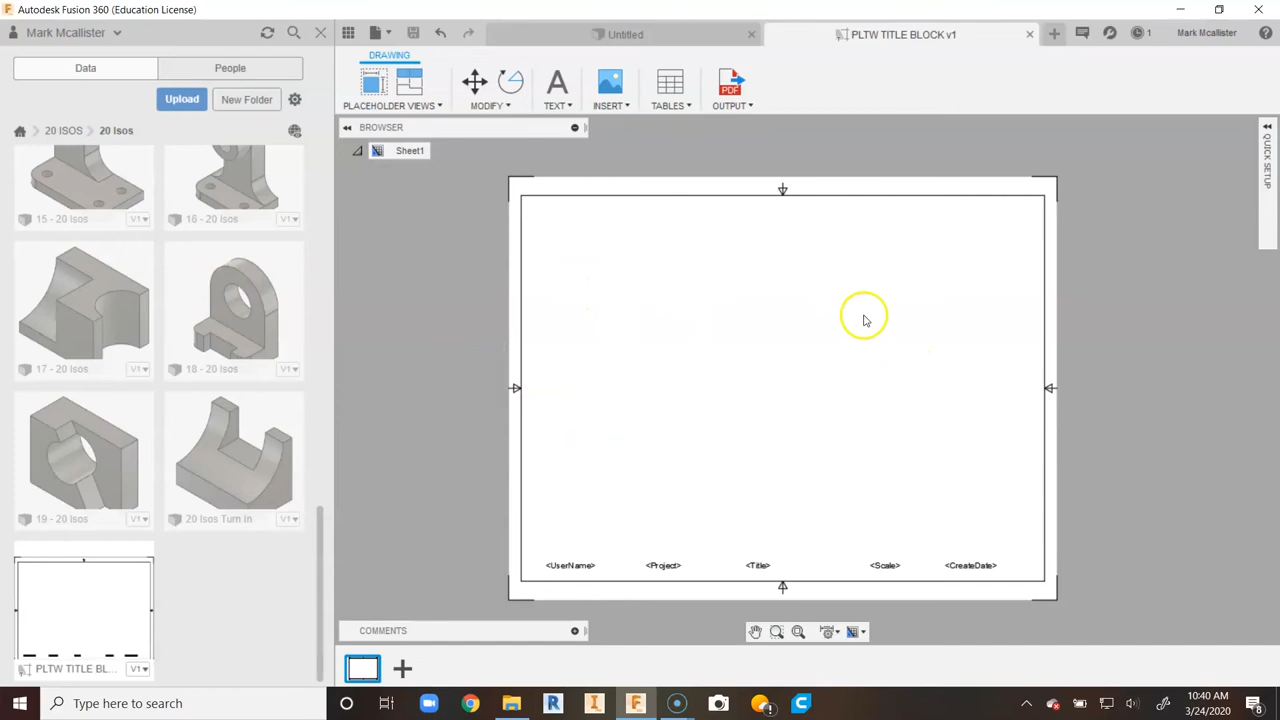 Autodesk Fusion 360 (Education License)
Mark Mcallister
Data
People
Upload
New Folder
20 ISOS
20 Isos
15 - 20 Isos
V1
16 - 20 Isos
V1
17 - 20 Isos
V1
18 - 20 Isos
V1
19 - 20 Isos
V1
20 Isos Turn in
V1
PLTW TITLE BL...
V1
Untitled
PLTW TITLE BLOCK v1
1
Mark Mcallister
DRAWING
PLACEHOLDER VIEWS
MODIFY
TEXT
INSERT
TABLES
PDF
OUTPUT
BROWSER
Sheet1
QUICK SETUP
<UserName>
<Project>
<Title>
<Scale>
<CreateDate>
COMMENTS
Type here to search
10:40 AM
3/24/2020